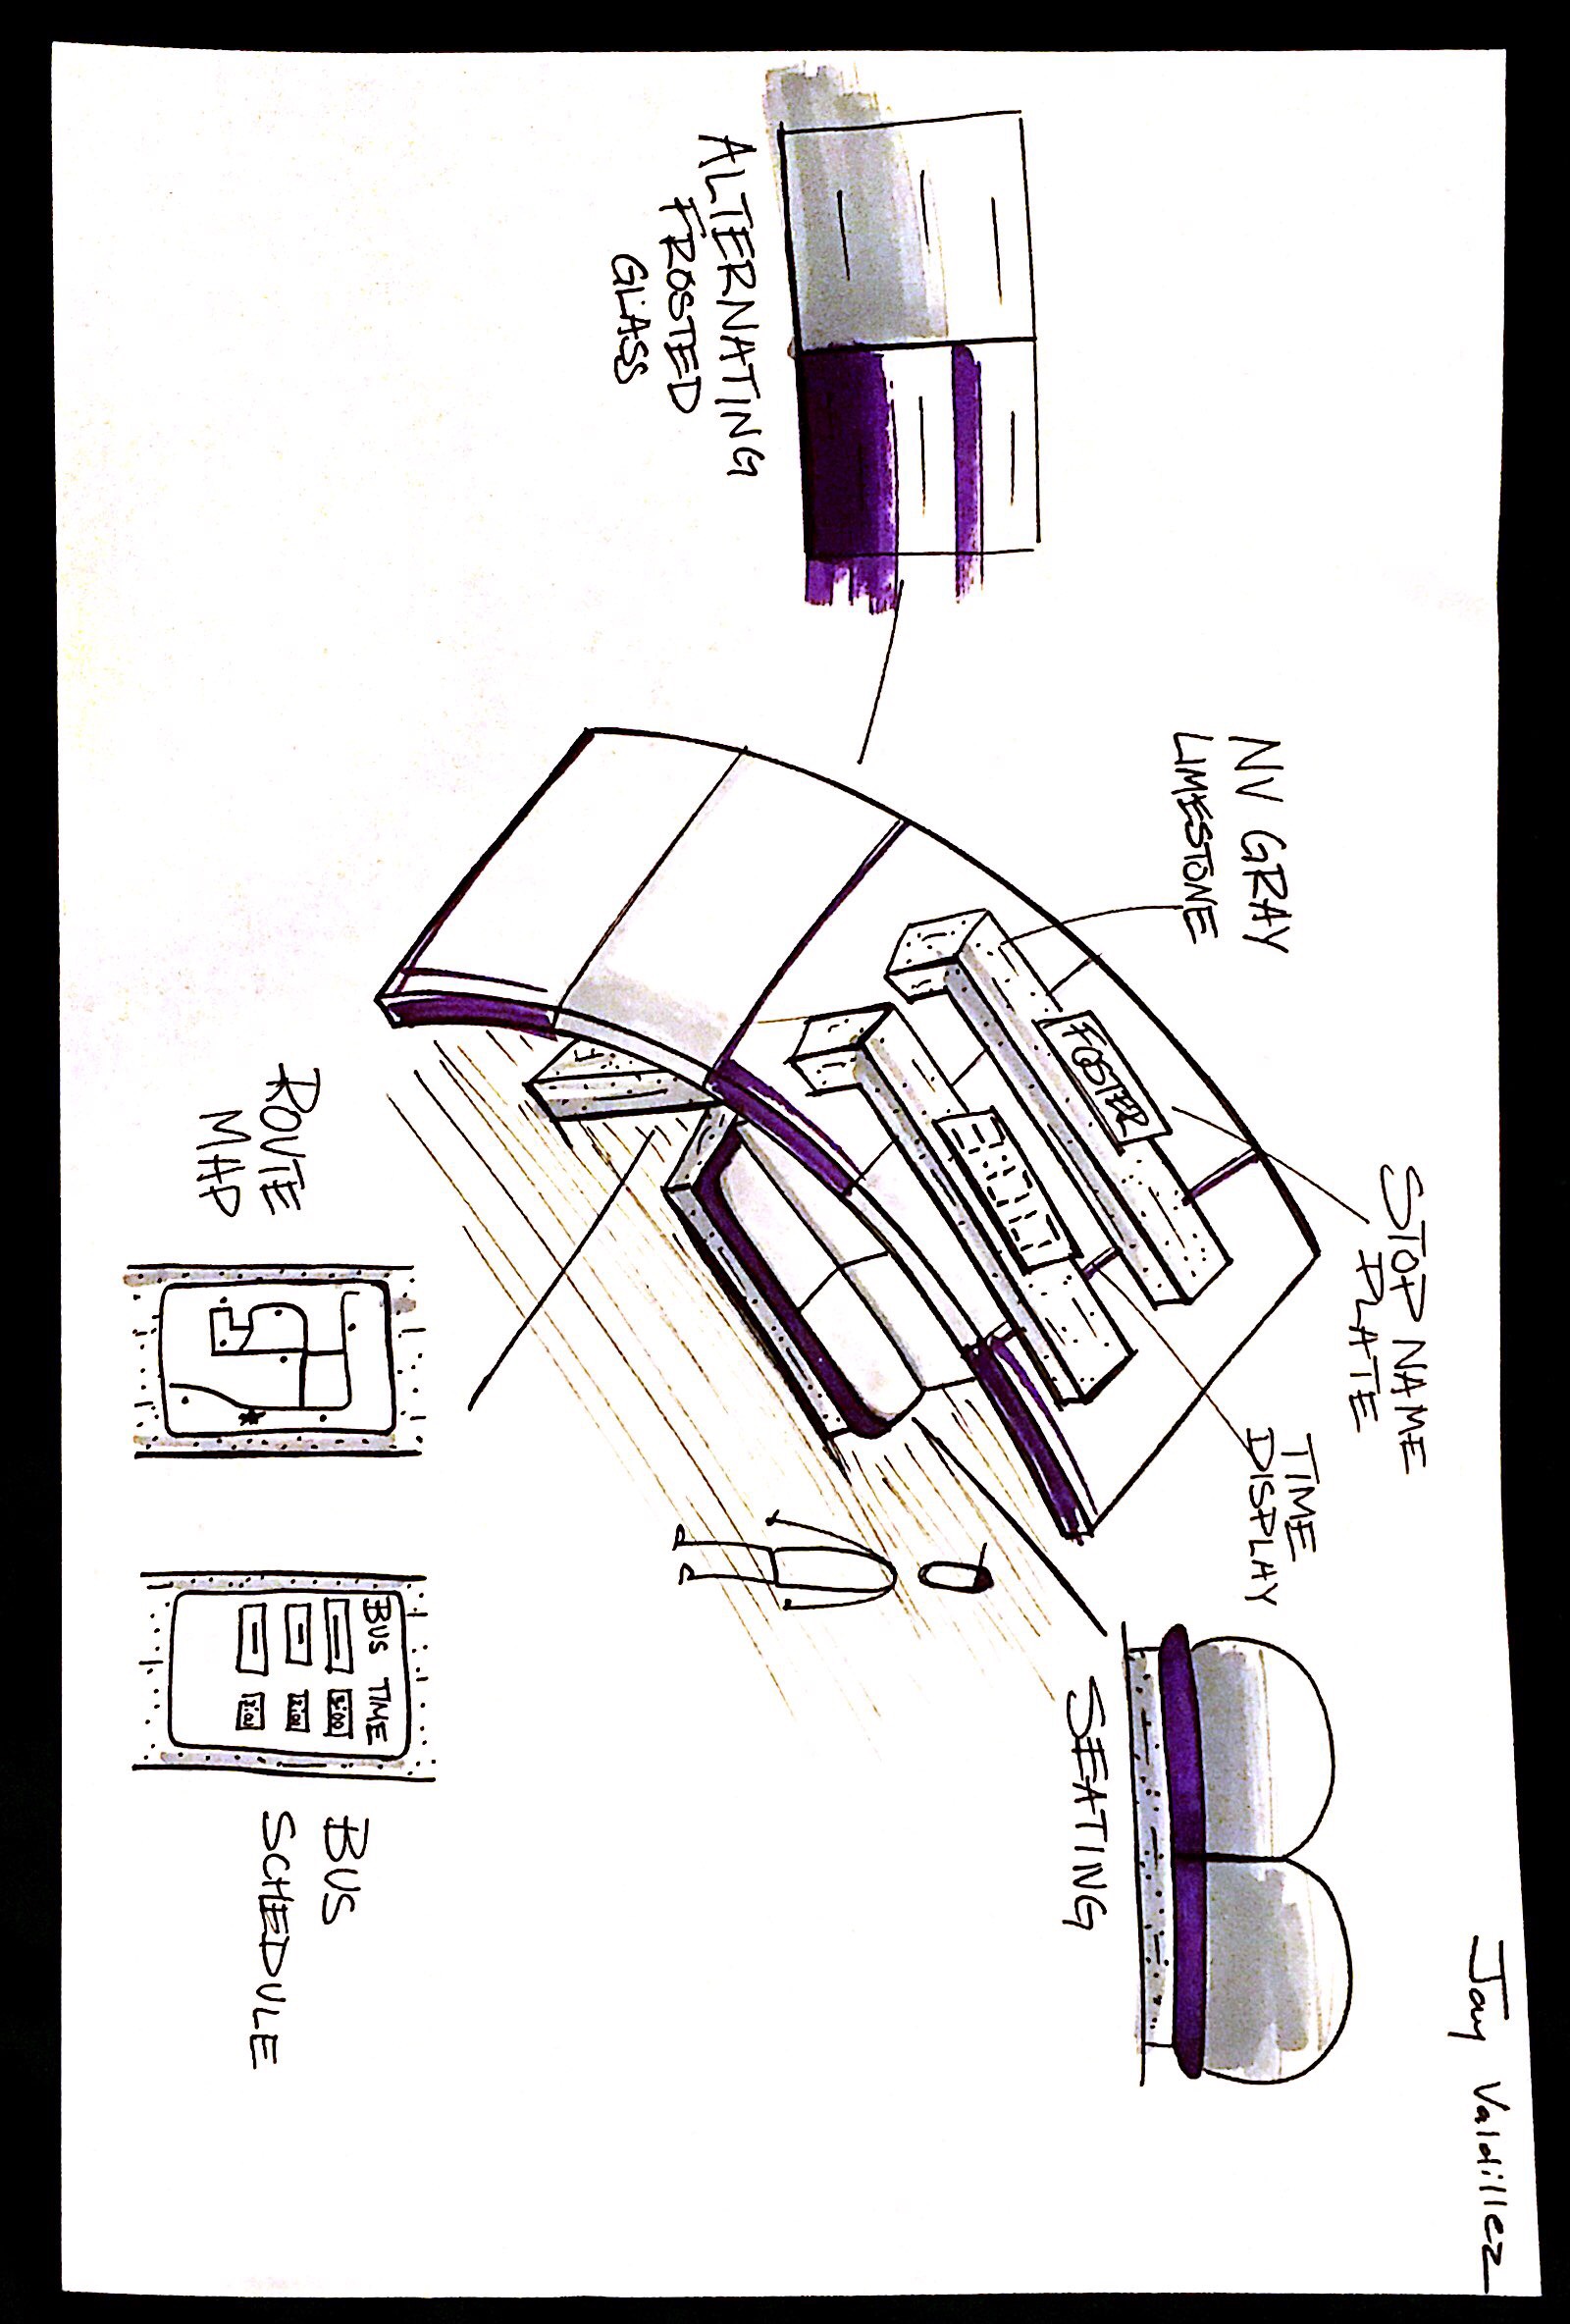 Jay Valdillez
STOP NAME
PLATE
TIME
DISPLAY
NV GRAY
LIMESTONE
FOSTER
SEATING
ALTERNATING
FROSTED
GLASS
ROUTE
MAP
BUS TIME
BUS
SCHEDULE